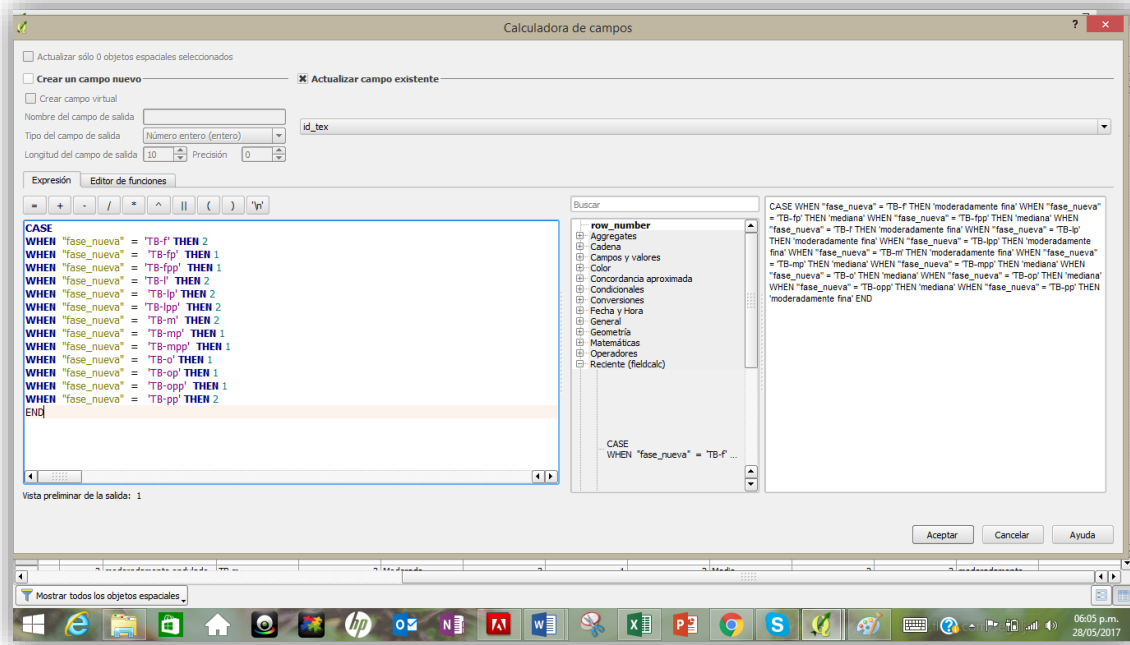 Calculadora de campos
?
Actualizar sólo 0 objetos espaciales seleccionados
Crear un campo nuevo
Actualizar campo existente
Crear campo virtual
Nombre del campo de salida
id_tex
Tipo del campo de salida Número entero (entero)
Longitud del campo de salida 10 Precisión 0
Expresión Editor de funciones
= + - / * ^ || ( ) '\n'
CASE
WHEN "fase_nueva" = 'TB-f' THEN 2
WHEN "fase_nueva" = 'TB-fp' THEN 1
WHEN "fase_nueva" = 'TB-fpp' THEN 1
WHEN "fase_nueva" = 'TB-l' THEN 2
WHEN "fase_nueva" = 'TB-lp' THEN 2
WHEN "fase_nueva" = 'TB-lpp' THEN 2
WHEN "fase_nueva" = 'TB-m' THEN 2
WHEN "fase_nueva" = 'TB-mp' THEN 1
WHEN "fase_nueva" = 'TB-mpp' THEN 1
WHEN "fase_nueva" = 'TB-o' THEN 1
WHEN "fase_nueva" = 'TB-op' THEN 1
WHEN "fase_nueva" = 'TB-opp' THEN 1
WHEN "fase_nueva" = 'TB-pp' THEN 2
END
Vista preliminar de la salida: 1
Buscar
row_number
Aggregates
Cadena
Campos y valores
Color
Concordancia aproximada
Condicionales
Conversiones
Fecha y Hora
General
Geometría
Matemáticas
Operadores
Reciente (fieldcalc)
CASE
WHEN "fase_nueva" = 'TB-f' ...
CASE WHEN "fase_nueva" = 'TB-f' THEN 'moderadamente fina' WHEN "fase_nueva"
= 'TB-fp' THEN 'mediana' WHEN "fase_nueva" = 'TB-fpp' THEN 'mediana' WHEN
"fase_nueva" = 'TB-l' THEN 'moderadamente fina' WHEN "fase_nueva" = 'TB-lp'
THEN 'moderadamente fina' WHEN "fase_nueva" = 'TB-lpp' THEN 'moderadamente
fina' WHEN "fase_nueva" = 'TB-m' THEN 'moderadamente fina' WHEN "fase_nueva"
= 'TB-mp' THEN 'mediana' WHEN "fase_nueva" = 'TB-mpp' THEN 'mediana' WHEN
"fase_nueva" = 'TB-o' THEN 'mediana' WHEN "fase_nueva" = 'TB-op' THEN 'mediana'
WHEN "fase_nueva" = 'TB-opp' THEN 'mediana' WHEN "fase_nueva" = 'TB-pp' THEN
'moderadamente fina' END
Aceptar Cancelar Ayuda
Mostrar todos los objetos espaciales
06:05 p.m.
28/05/2017